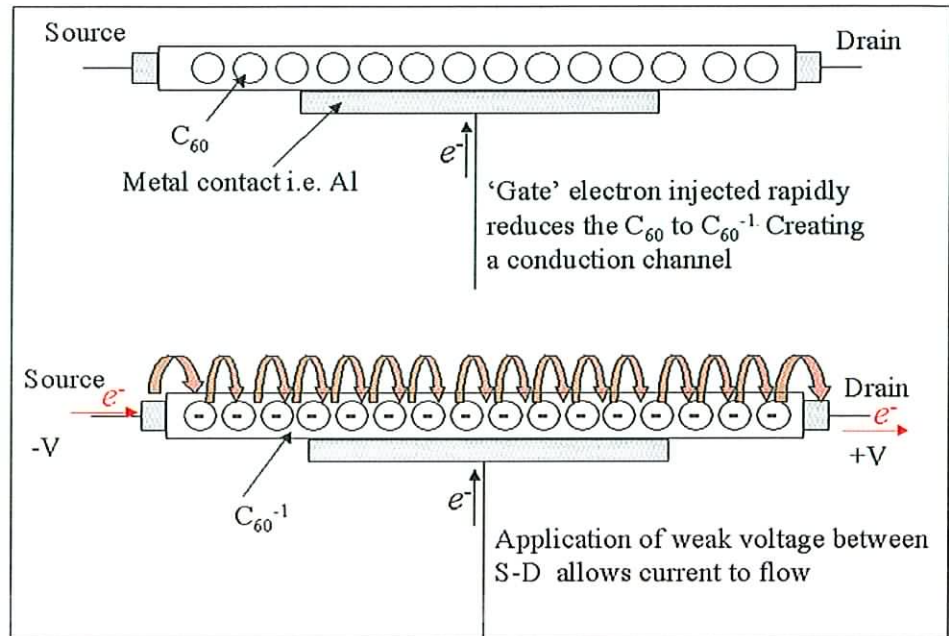 Source
Drain
C₆₀
e⁻
Metal contact i.e. Al
'Gate' electron injected rapidly
reduces the C₆₀ to C₆₀⁻¹. Creating
a conduction channel
Source
Drain
e⁻
e⁻
-V
+V
- - - - - - - - - - - - - - -
C₆₀⁻¹
e⁻
Application of weak voltage between
S-D allows current to flow